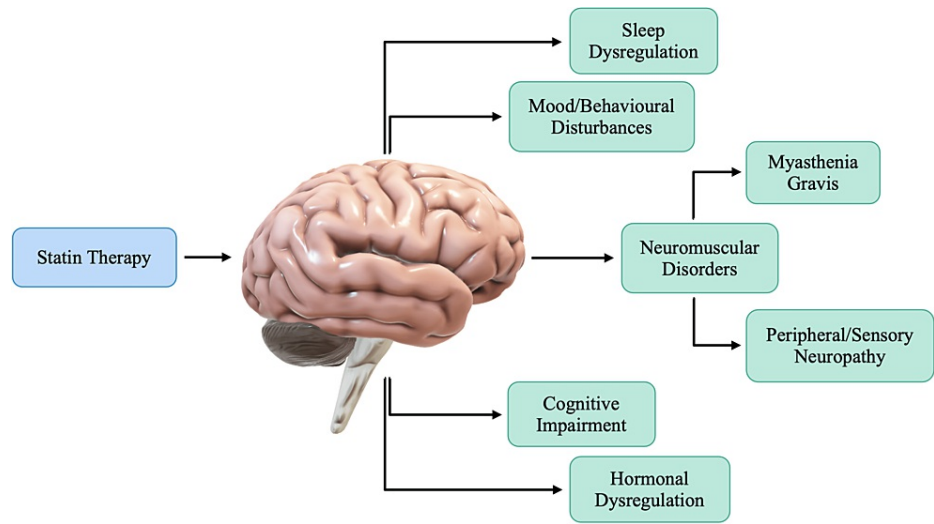 Sleep
Dysregulation
Mood/Behavioural
Disturbances
Myasthenia
Gravis
Statin Therapy
Neuromuscular
Disorders
Peripheral/Sensory
Neuropathy
Cognitive
Impairment
Hormonal
Dysregulation